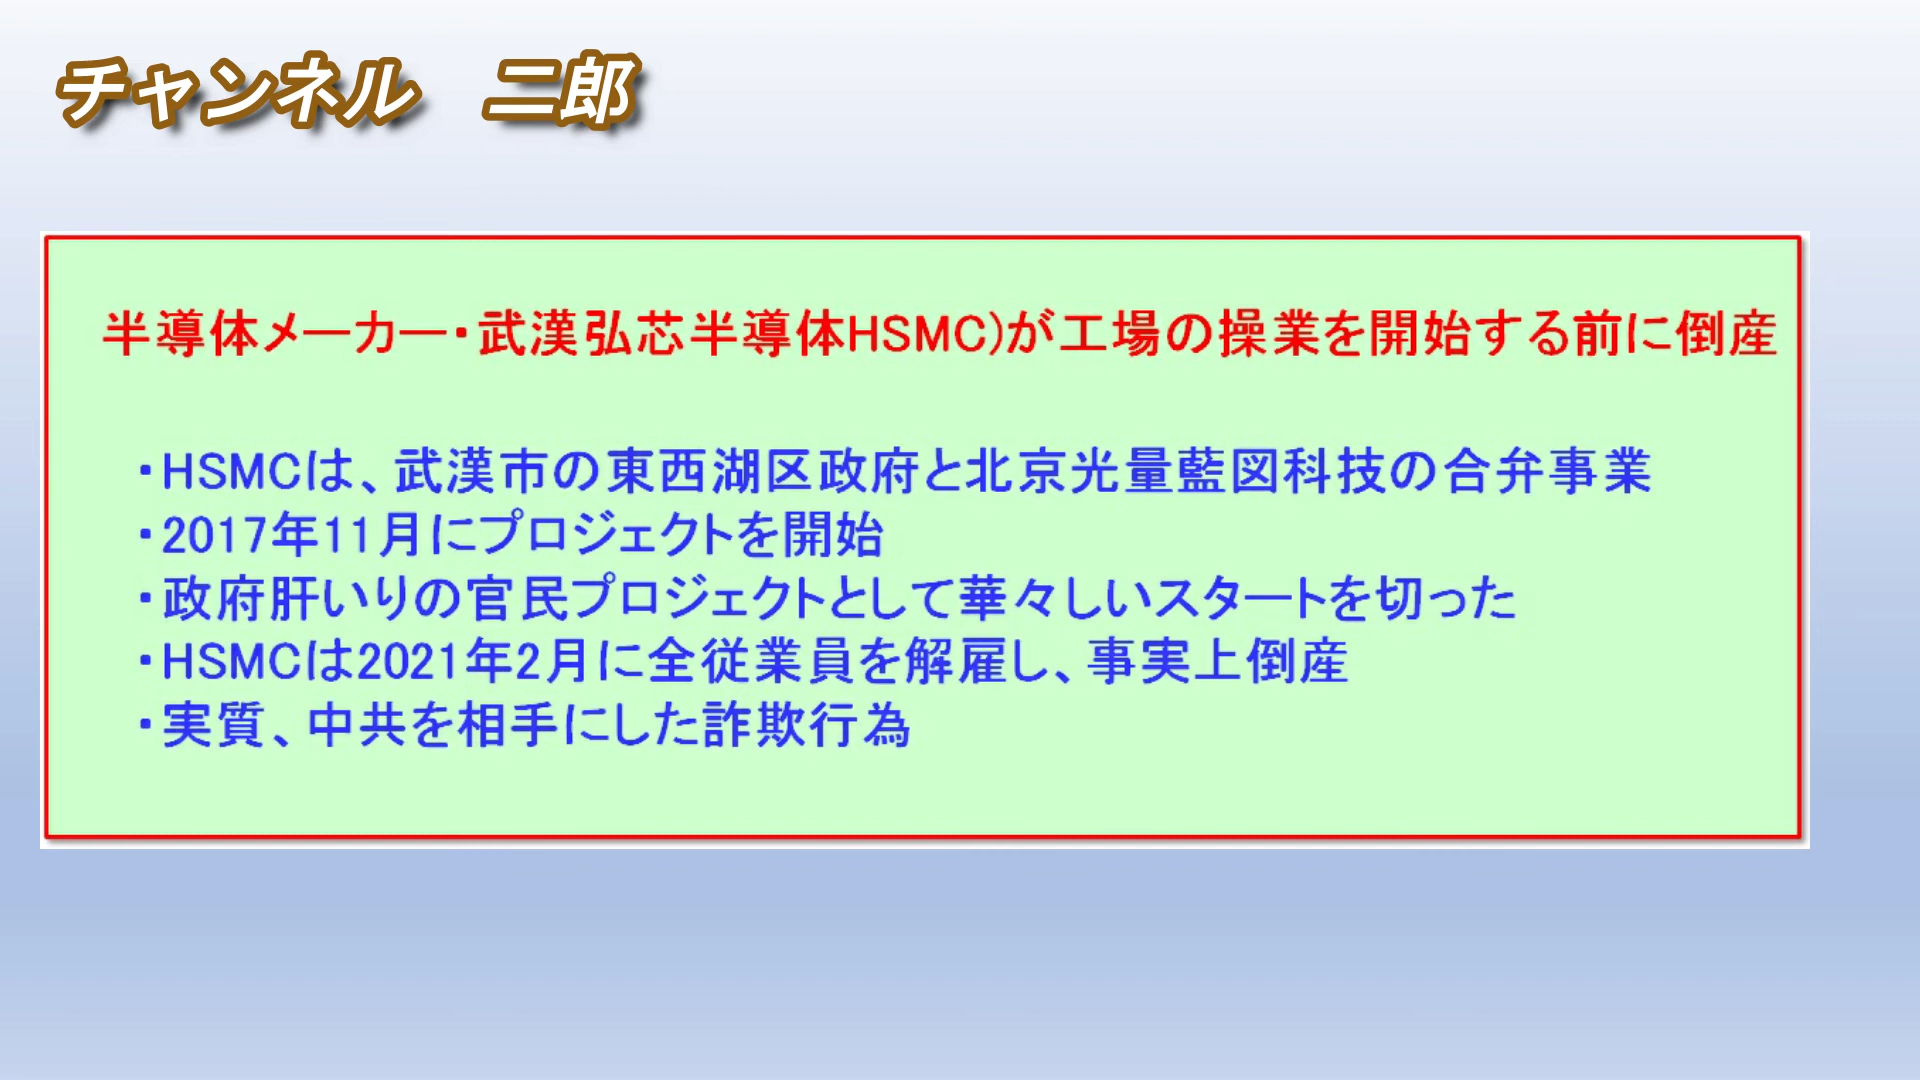 チャンネル　二郎
半導体メーカー・武漢弘芯半導体HSMC)が工場の操業を開始する前に倒産
・HSMCは、武漢市の東西湖区政府と北京光量藍図科技の合弁事業
・2017年11月にプロジェクトを開始
・政府肝いりの官民プロジェクトとして華々しいスタートを切った
・HSMCは2021年2月に全従業員を解雇し、事実上倒産
・実質、中共を相手にした詐欺行為